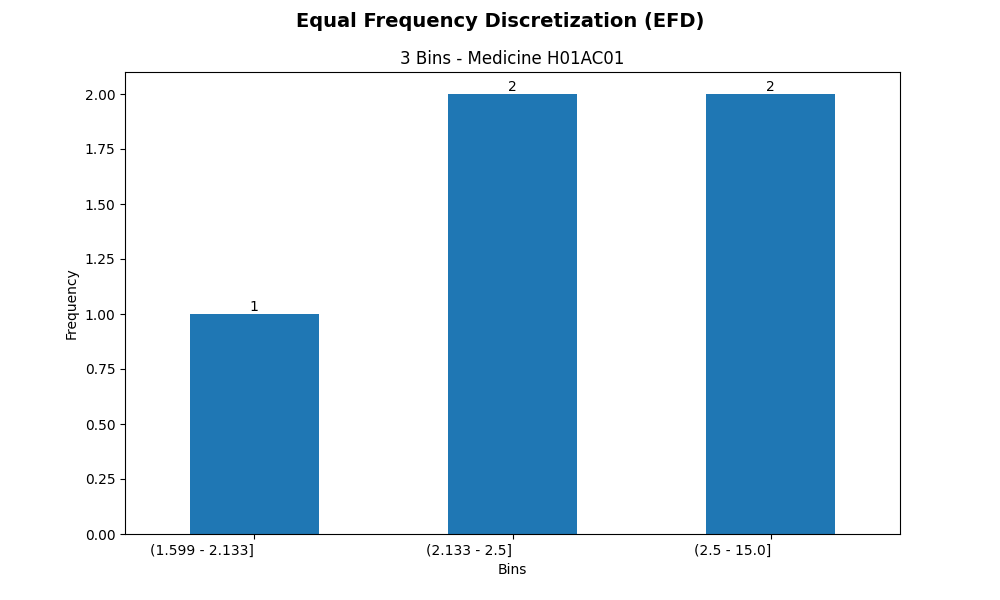 Equal Frequency Discretization (EFD)
3 Bins - Medicine H01AC01
2.00
1.75
1.50
1.25
1.00
0.75
0.50
0.25
0.00
Frequency
1
2
2
(1.599 - 2.133]
(2.133 - 2.5]
(2.5 - 15.0]
Bins